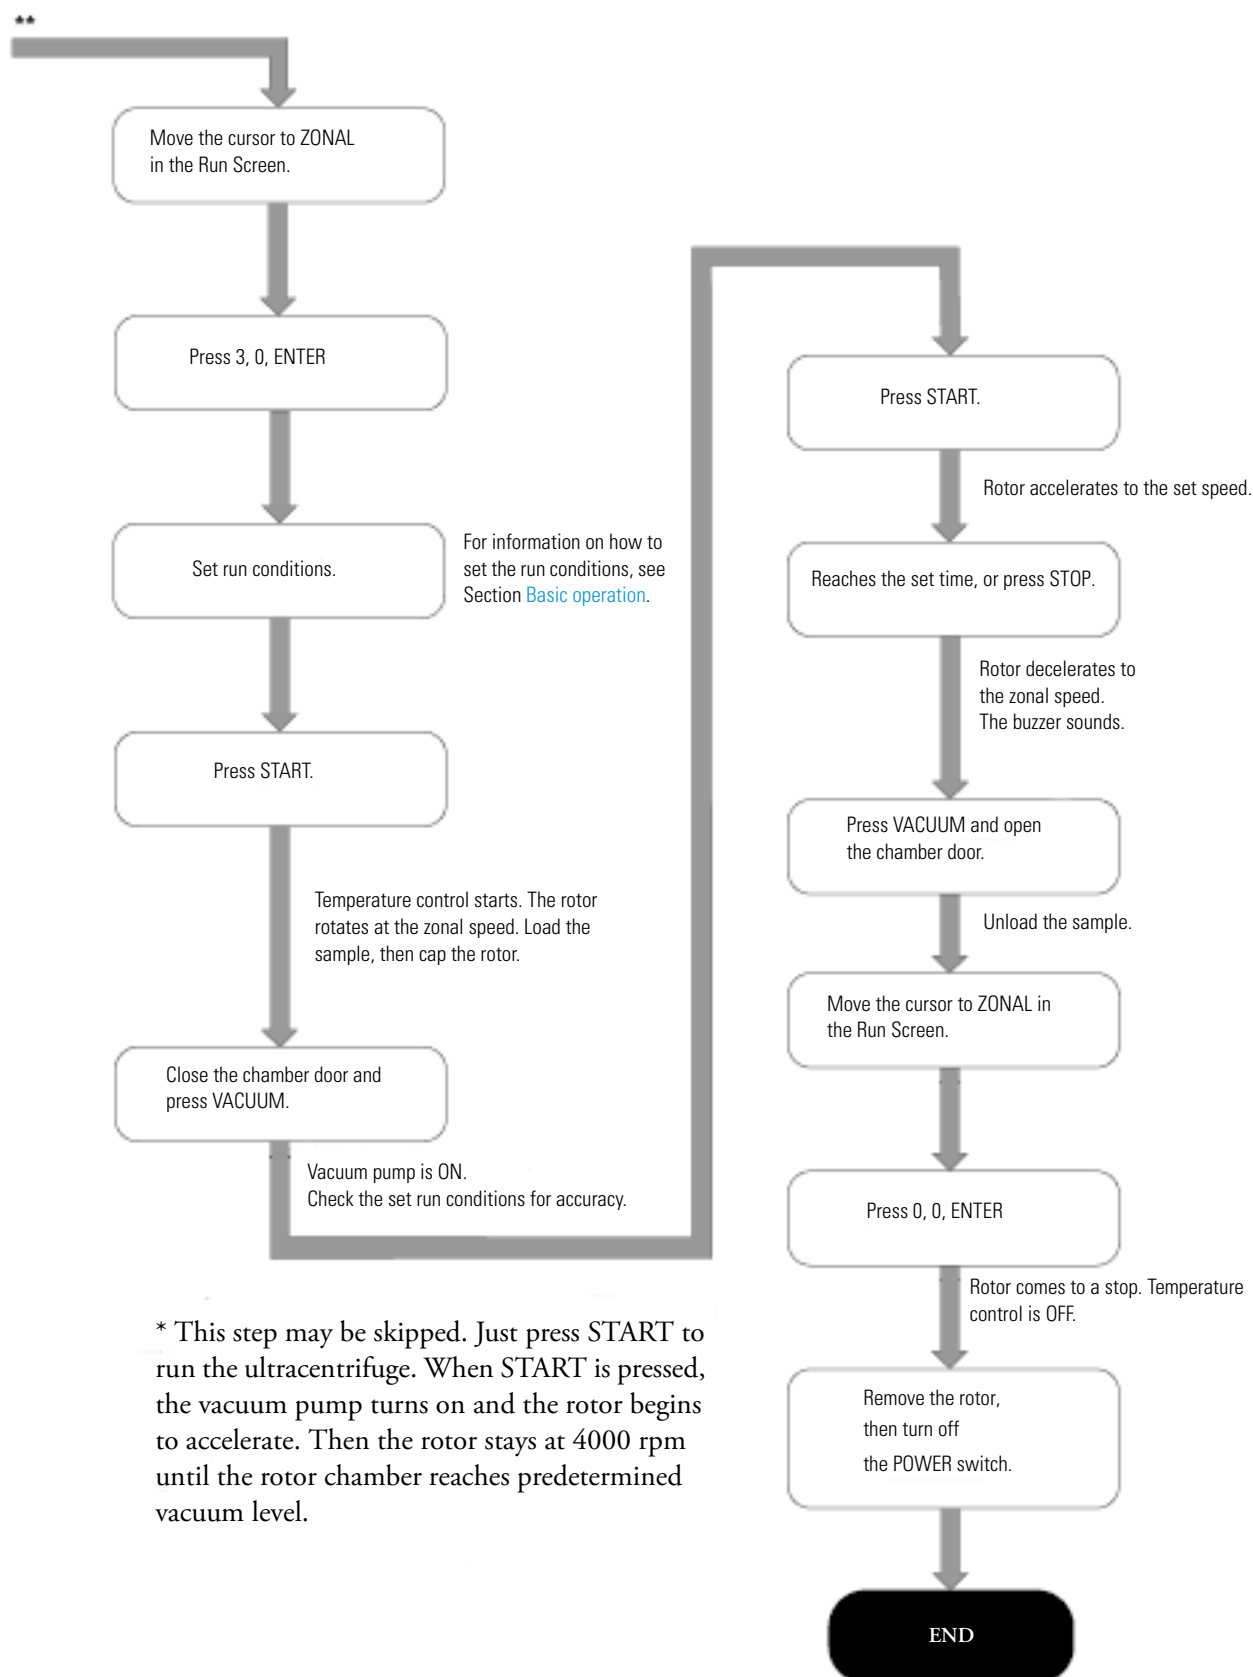 **
Move the cursor to ZONAL
in the Run Screen.
Press 3, 0, ENTER
Set run conditions.
For information on how to
set the run conditions, see
Section Basic operation.
Press START.
Temperature control starts. The rotor
rotates at the zonal speed. Load the
sample, then cap the rotor.
Close the chamber door and
press VACUUM.
Vacuum pump is ON.
Check the set run conditions for accuracy.
Press START.
Rotor accelerates to the set speed.
Reaches the set time, or press STOP.
Rotor decelerates to
the zonal speed.
The buzzer sounds.
Press VACUUM and open
the chamber door.
Unload the sample.
Move the cursor to ZONAL in
the Run Screen.
Press 0, 0, ENTER
Rotor comes to a stop. Temperature
control is OFF.
Remove the rotor,
then turn off
the POWER switch.
END
* This step may be skipped. Just press START to
run the ultracentrifuge. When START is pressed,
the vacuum pump turns on and the rotor begins
to accelerate. Then the rotor stays at 4000 rpm
until the rotor chamber reaches predetermined
vacuum level.